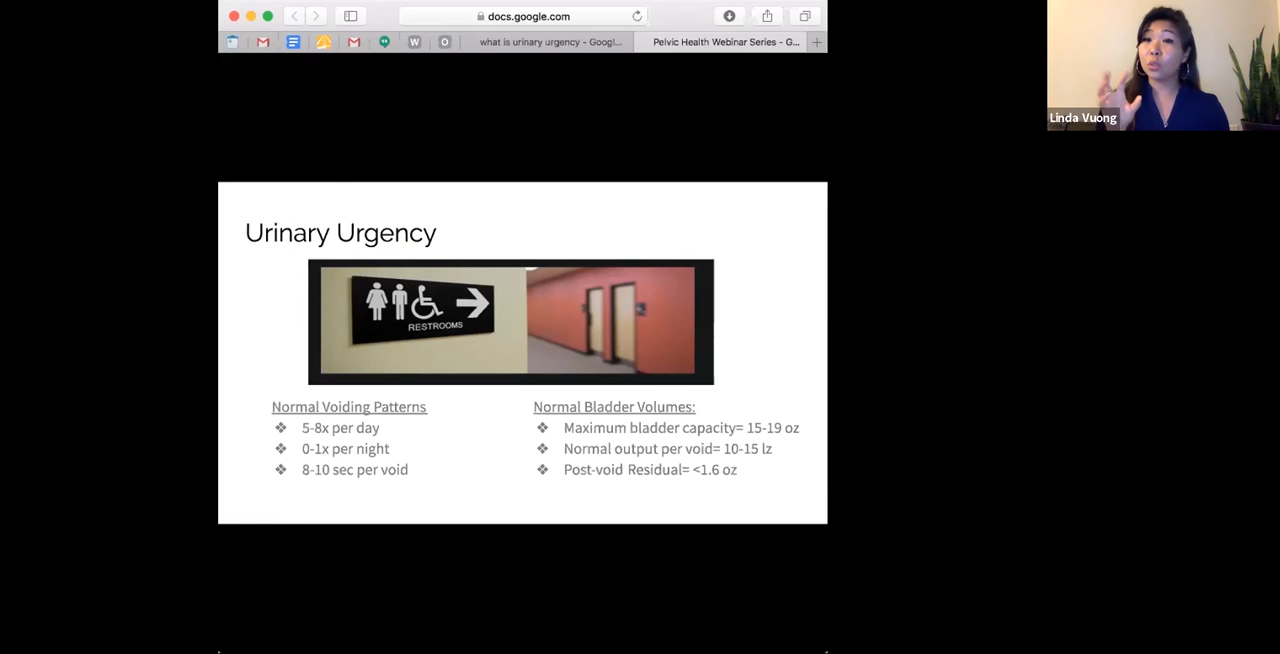 docs.google.com
W
O
what is urinary urgency - Googl...
Pelvic Health Webinar Series - G...
Linda Vuong
Urinary Urgency
RESTROOMS
Normal Voiding Patterns
❖ 5-8x per day
❖ 0-1x per night
❖ 8-10 sec per void
Normal Bladder Volumes:
❖ Maximum bladder capacity= 15-19 oz
❖ Normal output per void= 10-15 lz
❖ Post-void Residual= <1.6 oz